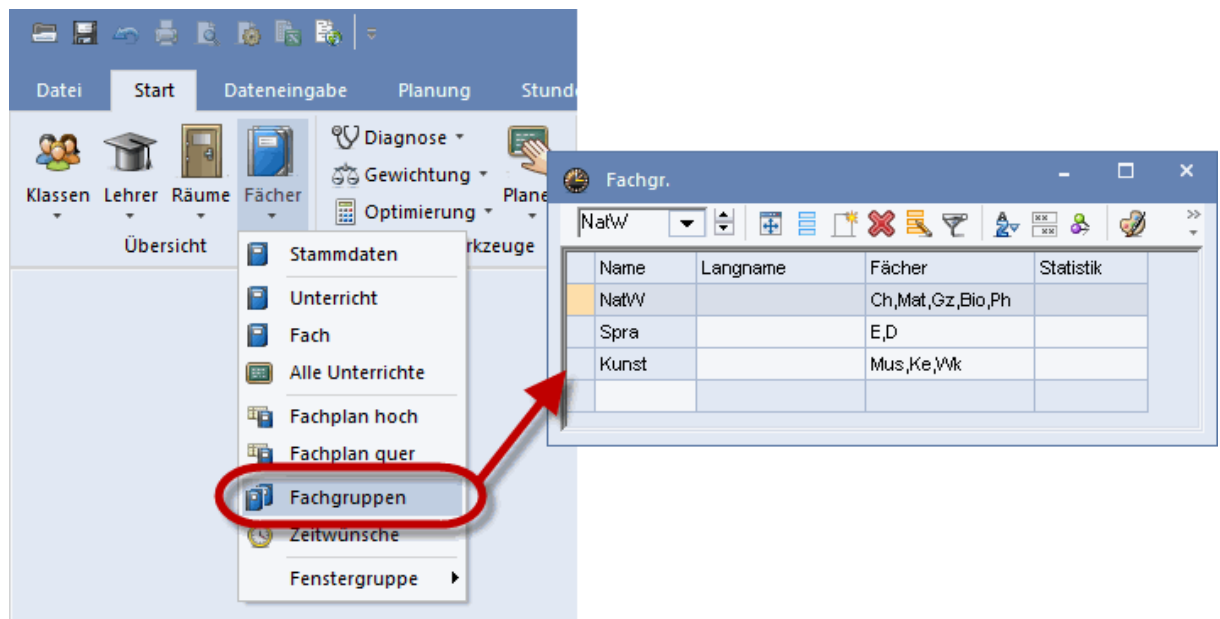 Datei Start Dateneingabe Planung Stund
Klassen Lehrer Räume Fächer
Diagnose
Gewichtung
Optimierung
Plane
Übersicht
rkzeuge
Stammdaten
Unterricht
Fach
Alle Unterrichte
Fachplan hoch
Fachplan quer
Fachgruppen
Zeitwünsche
Fenstergruppe
Fachgr.
NatW
Name Langname Fächer Statistik
NatW Ch,Mat,Gz,Bio,Ph
Spra E,D
Kunst Mus,Ke,Wk